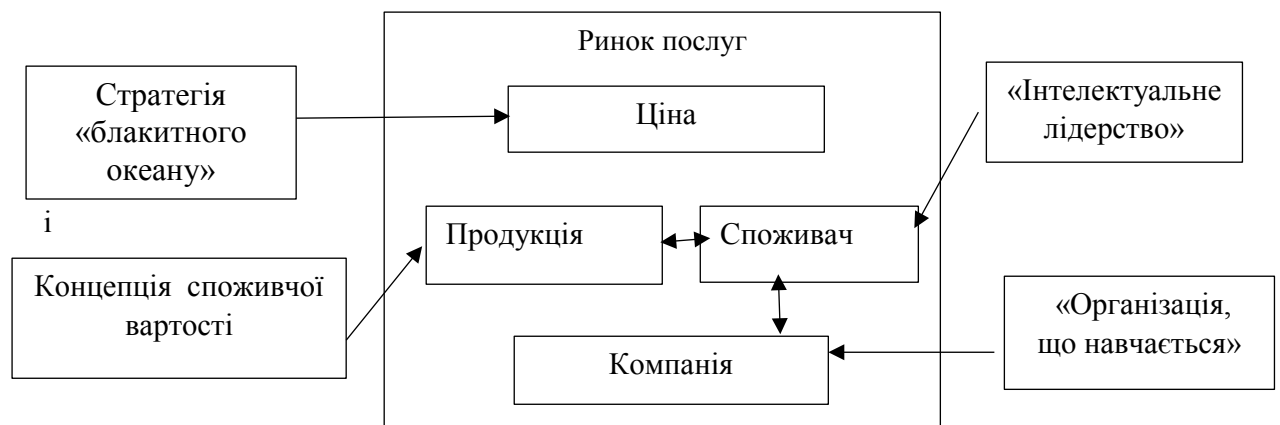 Ринок послуг
Стратегія
«блакитного
океану»
Ціна
«Інтелектуальне
лідерство»
і
Продукція
Споживач
Концепція споживчої
вартості
«Організація,
що навчається»
Компанія